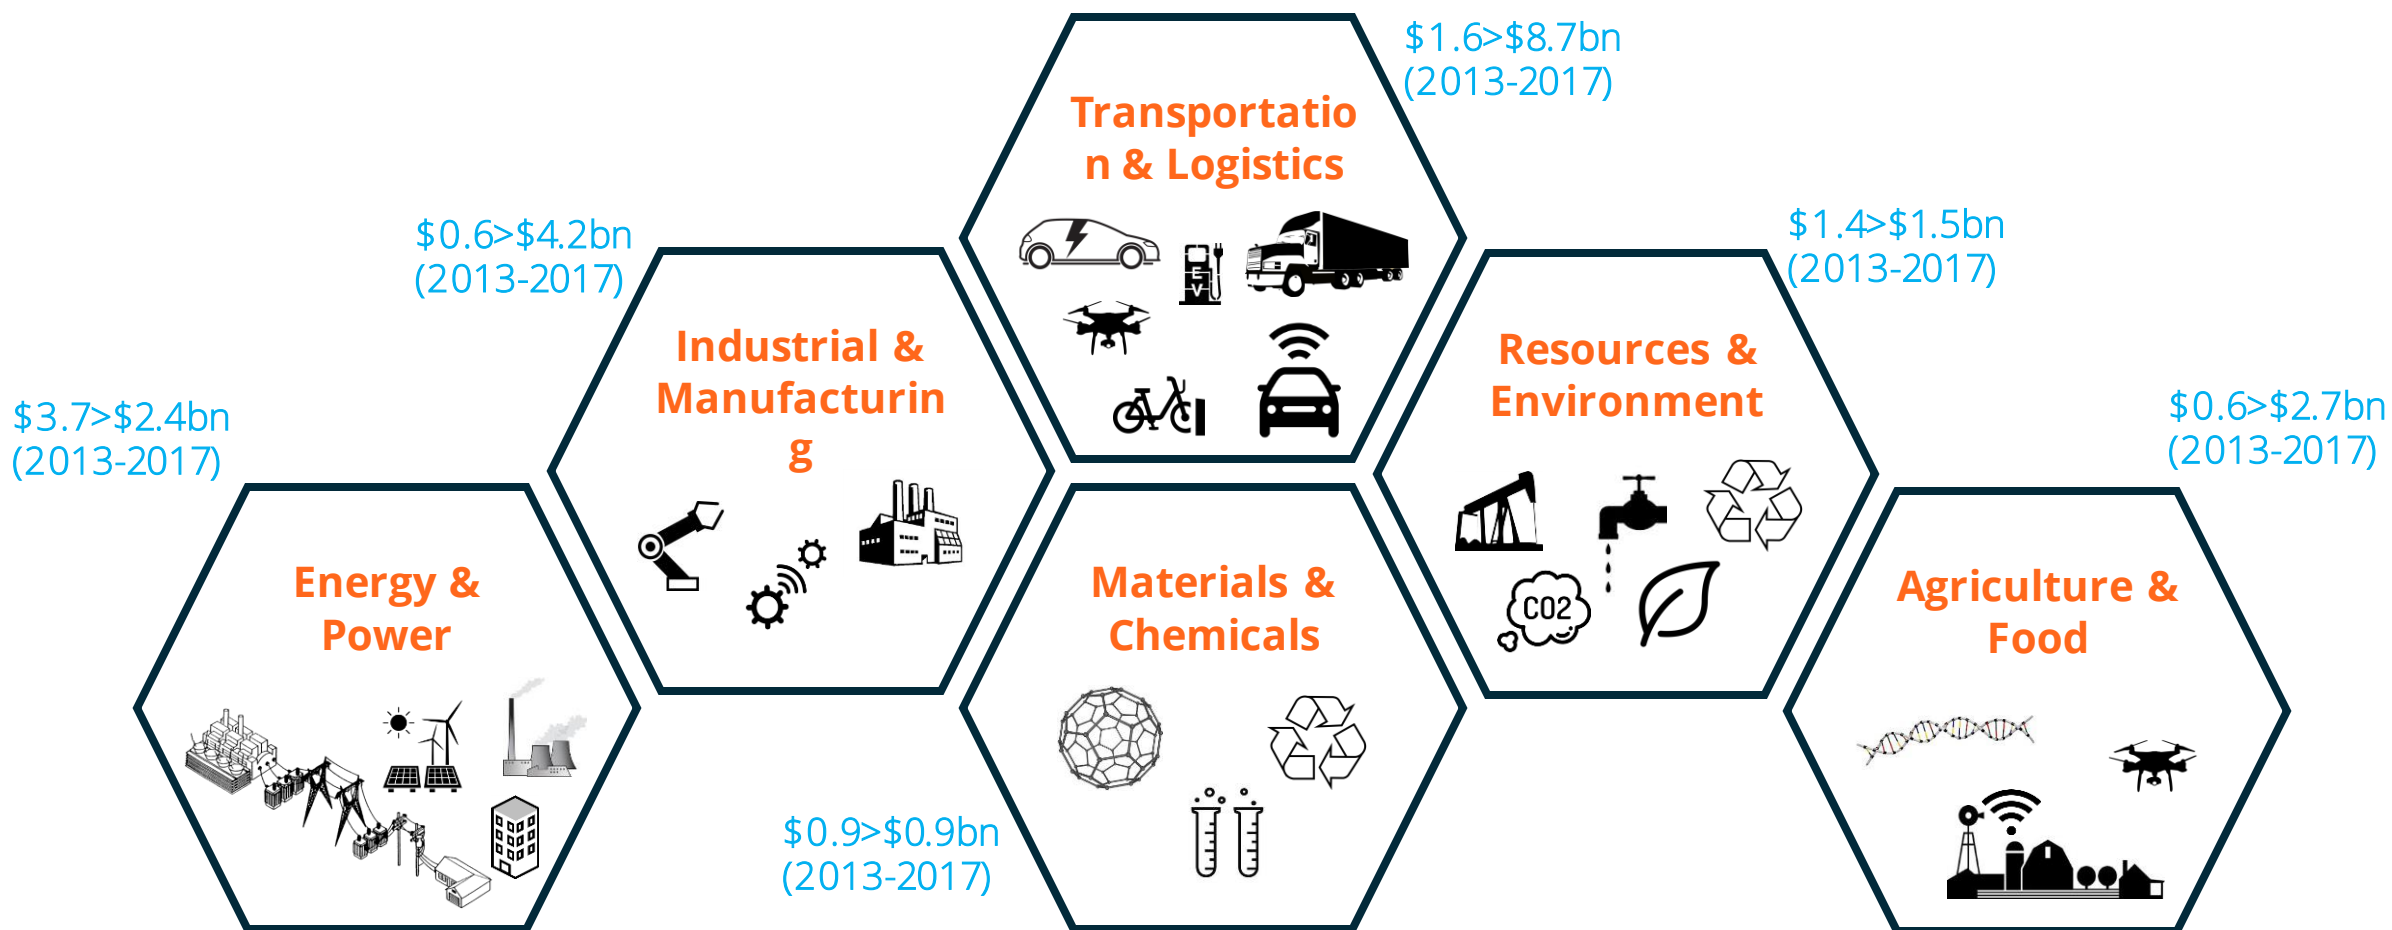 $1.6>$8.7bn
(2013-2017)
Transportatio
n & Logistics
E
V
$0.6>$4.2bn
(2013-2017)
Industrial &
Manufacturin
g
$1.4>$1.5bn
(2013-2017)
Resources &
Environment
CO2
$3.7>$2.4bn
(2013-2017)
Energy &
Power
$0.9>$0.9bn
(2013-2017)
Materials &
Chemicals
$0.6>$2.7bn
(2013-2017)
Agriculture &
Food